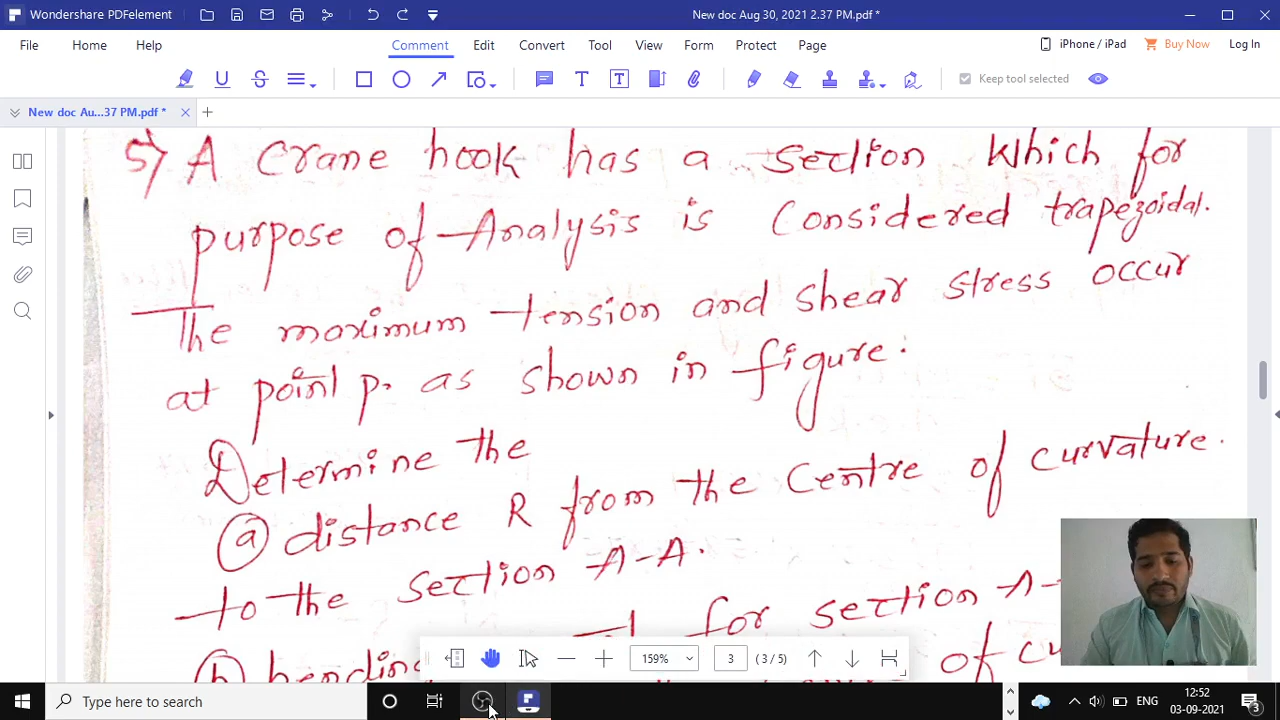 Wondershare PDFelement
New doc Aug 30, 2021 2.37 PM.pdf *
File Home Help Comment Edit Convert Tool View Form Protect Page iPhone / iPad Buy Now Log In
Keep tool selected
New doc Au...37 PM.pdf *
5) A Crane hook has a section which for
purpose of Analysis is Considered trapezoidal.
The maximum tension and shear stress occur
at point p. as shown in figure.
Determine the
(a) distance R from the Centre of curvature.
to the section A-A.
(b) bending for section A-
of cu
159% 3 (3 / 5)
Type here to search
ENG
12:52
03-09-2021
3